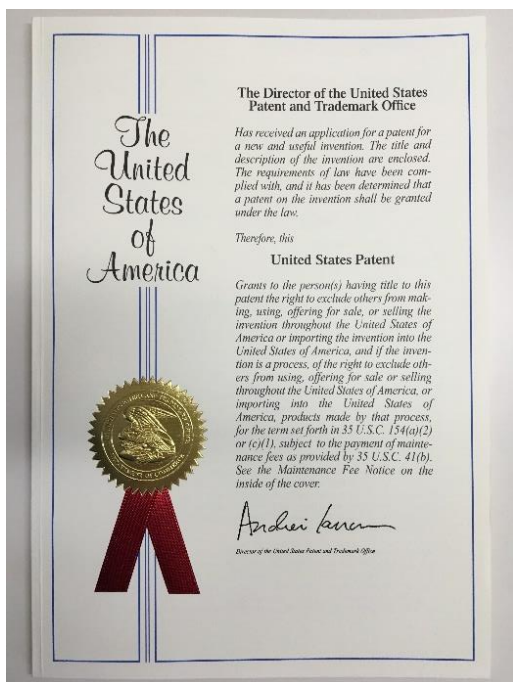 The
United
States
of
America
The Director of the United States
Patent and Trademark Office
Has received an application for a patent for
a new and useful invention. The title and
description of the invention are enclosed.
The requirements of law have been com-
plied with, and it has been determined that
a patent on the invention shall be granted
under the law.
Therefore, this
United States Patent
Grants to the person(s) having title to this
patent the right to exclude others from mak-
ing, using, offering for sale, or selling the
invention throughout the United States of
America or importing the invention into the
United States of America, and if the inven-
tion is a process, of the right to exclude oth-
ers from using, offering for sale or selling
throughout the United States of America, or
importing into the United States of
America, products made by that process,
for the term set forth in 35 U.S.C. 154(a)(2)
or (c)(1), subject to the payment of mainte-
nance fees as provided by 35 U.S.C. 41(b).
See the Maintenance Fee Notice on the
inside of the cover.
Andrei Iancu
Director of the United States Patent and Trademark Office